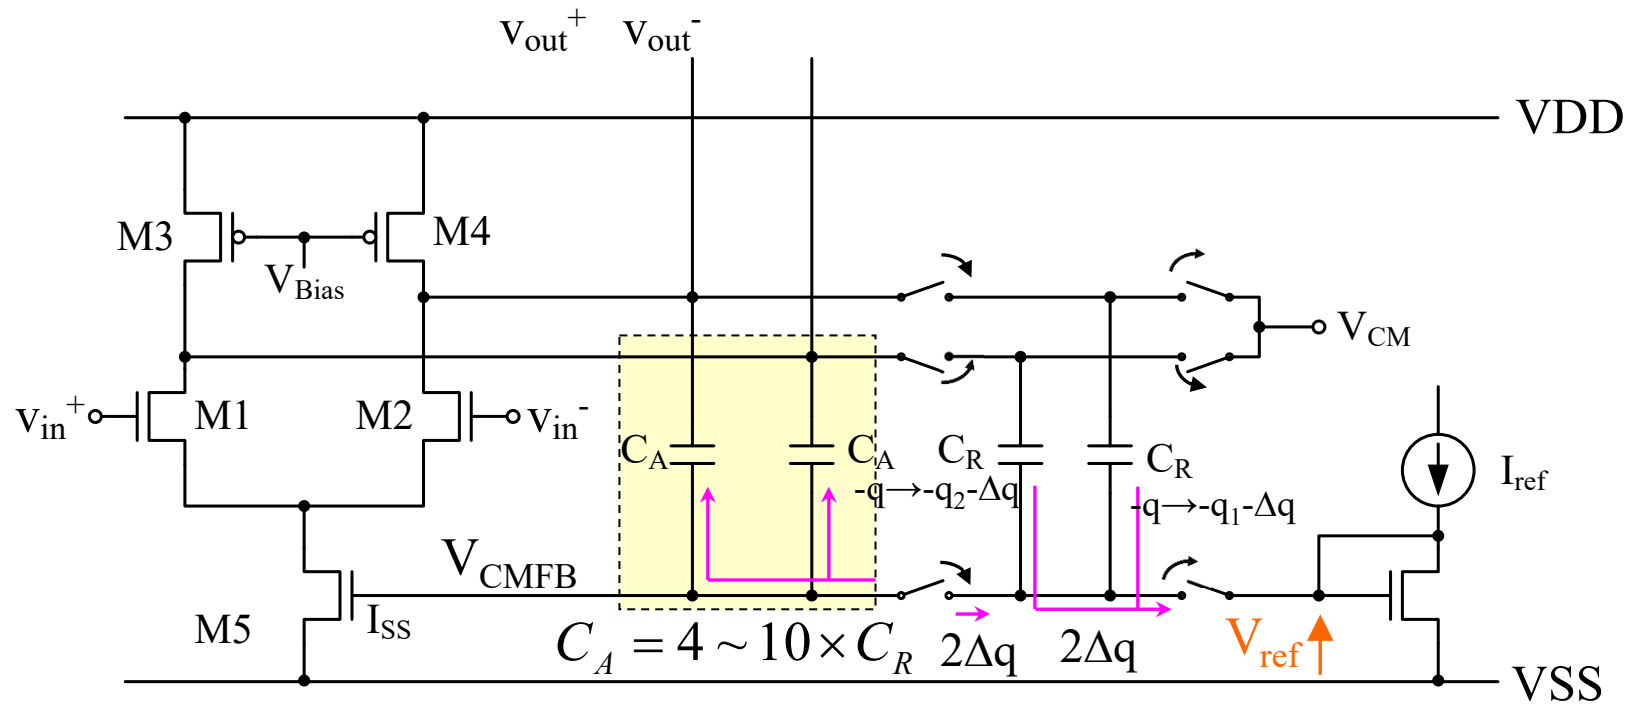 vout+ vout-
VDD
M3
M4
VBias
VCM
vin+
M1
M2
vin-
CA
CA
CR
CR
Iref
-q→-q2-Δq
-q→-q1-Δq
VCMFB
M5
ISS
CA = 4 ~ 10 × CR
2Δq
2Δq
Vref
VSS